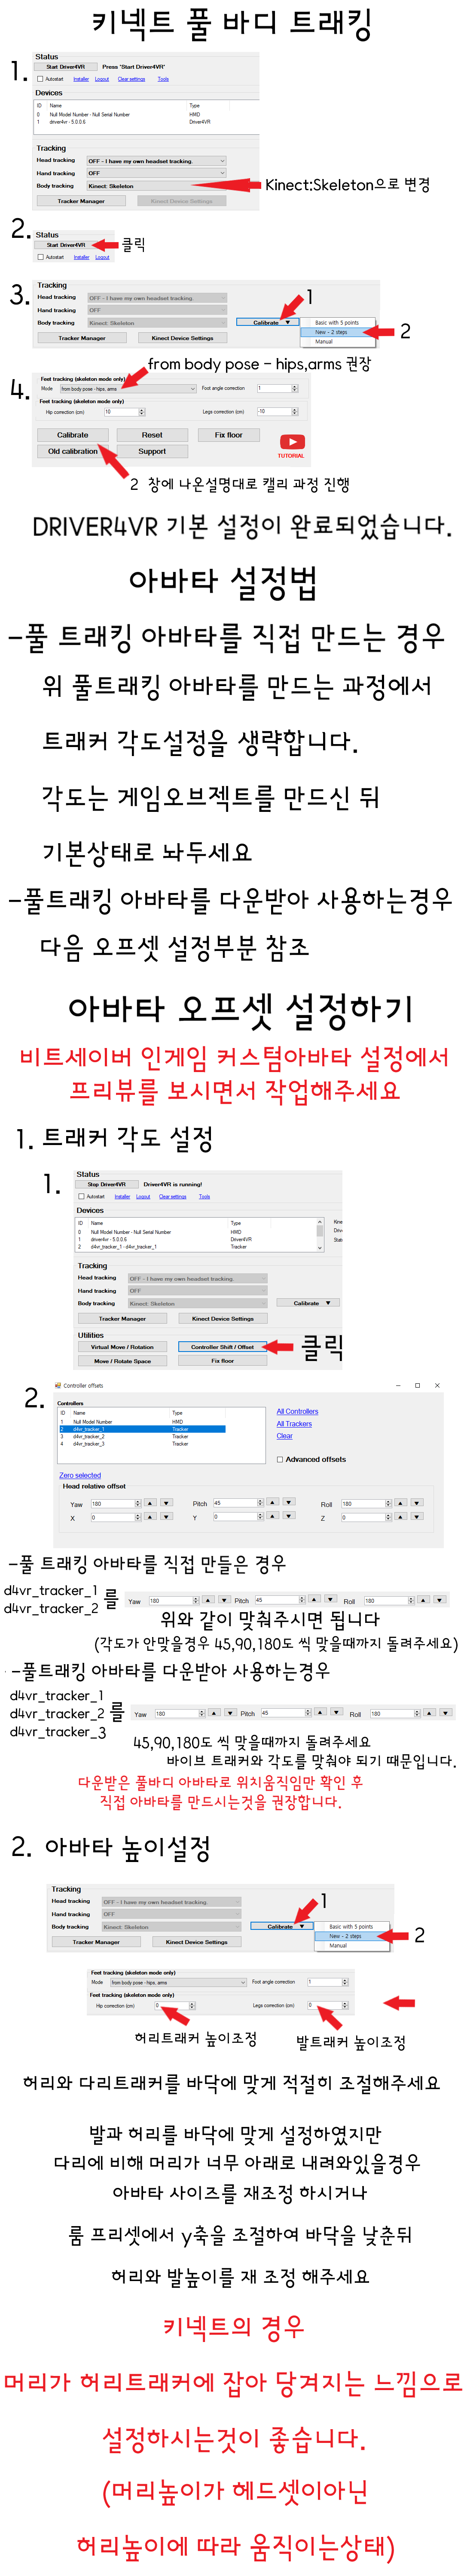 키넥트 풀 바디 트래킹
1.
Status
Start Driver4VR Press 'Start Driver4VR'
Autostart Installer Logout Clear settings Tools
Devices
ID Name Type
0 Null Model Number - Null Serial Number HMD
1 driver4vr - 5.0.0.6 Driver4VR
Tracking
Head tracking OFF - I have my own headset tracking.
Hand tracking OFF
Body tracking Kinect: Skeleton
Kinect:Skeleton으로 변경
Tracker Manager Kinect Device Settings
2.
Status
Start Driver4VR
클릭
Autostart Installer Logout
3.
Tracking
Head tracking OFF - I have my own headset tracking.
Hand tracking OFF
Body tracking Kinect: Skeleton
Tracker Manager Kinect Device Settings
Calibrate ▼
1
Basic with 5 points
New - 2 steps
Manual
2
from body pose - hips,arms 권장
4.
Feet tracking (skeleton mode only)
Mode from body pose - hips, arms Foot angle correction 1
Feet tracking (skeleton mode only)
Hip correction (cm) 10 Legs correction (cm) -10
Calibrate Reset Fix floor
Old calibration Support
TUTORIAL
2 창에 나온설명대로 캘리 과정 진행
DRIVER4VR 기본 설정이 완료되었습니다.
아바타 설정법
-풀 트래킹 아바타를 직접 만드는 경우
위 풀트래킹 아바타를 만드는 과정에서
트래커 각도설정을 생략합니다.
각도는 게임오브젝트를 만드신 뒤
기본상태로 놔두세요
-풀트래킹 아바타를 다운받아 사용하는경우
다음 오프셋 설정부분 참조
아바타 오프셋 설정하기
비트세이버 인게임 커스텀아바타 설정에서
프리뷰를 보시면서 작업해주세요
1. 트래커 각도 설정
1.
Status
Stop Driver4VR Driver4VR is running!
Autostart Installer Logout Clear settings Tools
Devices
ID Name Type
0 Null Model Number - Null Serial Number HMD
1 driver4vr - 5.0.0.6 Driver4VR
2 d4vr_tracker_1 - d4vr_tracker_1 Tracker
Tracking
Head tracking OFF - I have my own headset tracking.
Hand tracking OFF
Body tracking Kinect: Skeleton Calibrate ▼
Tracker Manager Kinect Device Settings
Utilities
Virtual Move / Rotation Controller Shift / Offset
클릭
Move / Rotate Space Fix floor
2.
Controller offsets
Controllers
ID Name Type
1 Null Model Number HMD
2 d4vr_tracker_1 Tracker
3 d4vr_tracker_2 Tracker
4 d4vr_tracker_3 Tracker
All Controllers
All Trackers
Clear
Advanced offsets
Zero selected
Head relative offset
Yaw 180 Pitch 45 Roll 180
X 0 Y 0 Z 0
-풀 트래킹 아바타를 직접 만들은 경우
d4vr_tracker_1
d4vr_tracker_2
를
Yaw 180 Pitch 45 Roll 180
위와 같이 맞춰주시면 됩니다
(각도가 안맞을경우 45,90,180도 씩 맞을때까지 돌려주세요)
-풀트래킹 아바타를 다운받아 사용하는경우
d4vr_tracker_1
d4vr_tracker_2 를
d4vr_tracker_3
Yaw 180 Pitch 45 Roll 180
45,90,180도 씩 맞을때까지 돌려주세요
바이브 트래커와 각도를 맞춰야 되기 때문입니다.
다운받은 풀바디 아바타로 위치움직임만 확인 후
직접 아바타를 만드시는것을 권장합니다.
2. 아바타 높이설정
Tracking
Head tracking OFF - I have my own headset tracking.
Hand tracking OFF
Body tracking Kinect: Skeleton
Tracker Manager Kinect Device Settings
Calibrate ▼
1
Basic with 5 points
New - 2 steps
Manual
2
Feet tracking (skeleton mode only)
Mode from body pose - hips, arms Foot angle correction 1
Feet tracking (skeleton mode only)
Hip correction (cm) 0 Legs correction (cm) 0
허리트래커 높이조정
발트래커 높이조정
허리와 다리트래커를 바닥에 맞게 적절히 조절해주세요
발과 허리를 바닥에 맞게 설정하였지만
다리에 비해 머리가 너무 아래로 내려와있을경우
아바타 사이즈를 재조정 하시거나
룸 프리셋에서 y축을 조절하여 바닥을 낮춘뒤
허리와 발높이를 재 조정 해주세요
키넥트의 경우
머리가 허리트래커에 잡아 당겨지는 느낌으로
설정하시는것이 좋습니다.
(머리높이가 헤드셋이아닌
허리높이에 따라 움직이는상태)